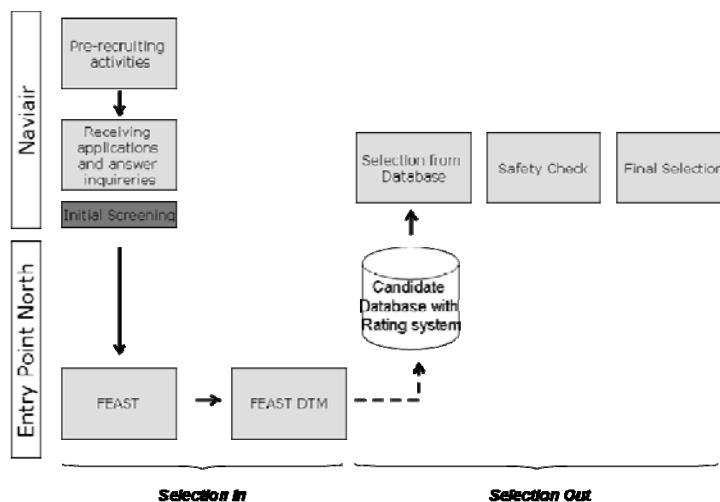 Naviair
Pre-recruiting
activities
Receiving
applications
and answer
inquireries
Initial Screening
Selection from
Database
Safety Check
Final Selection
Candidate
Database with
Rating system
Entry Point North
FEAST
FEAST DTM
Selection In
Selection Out